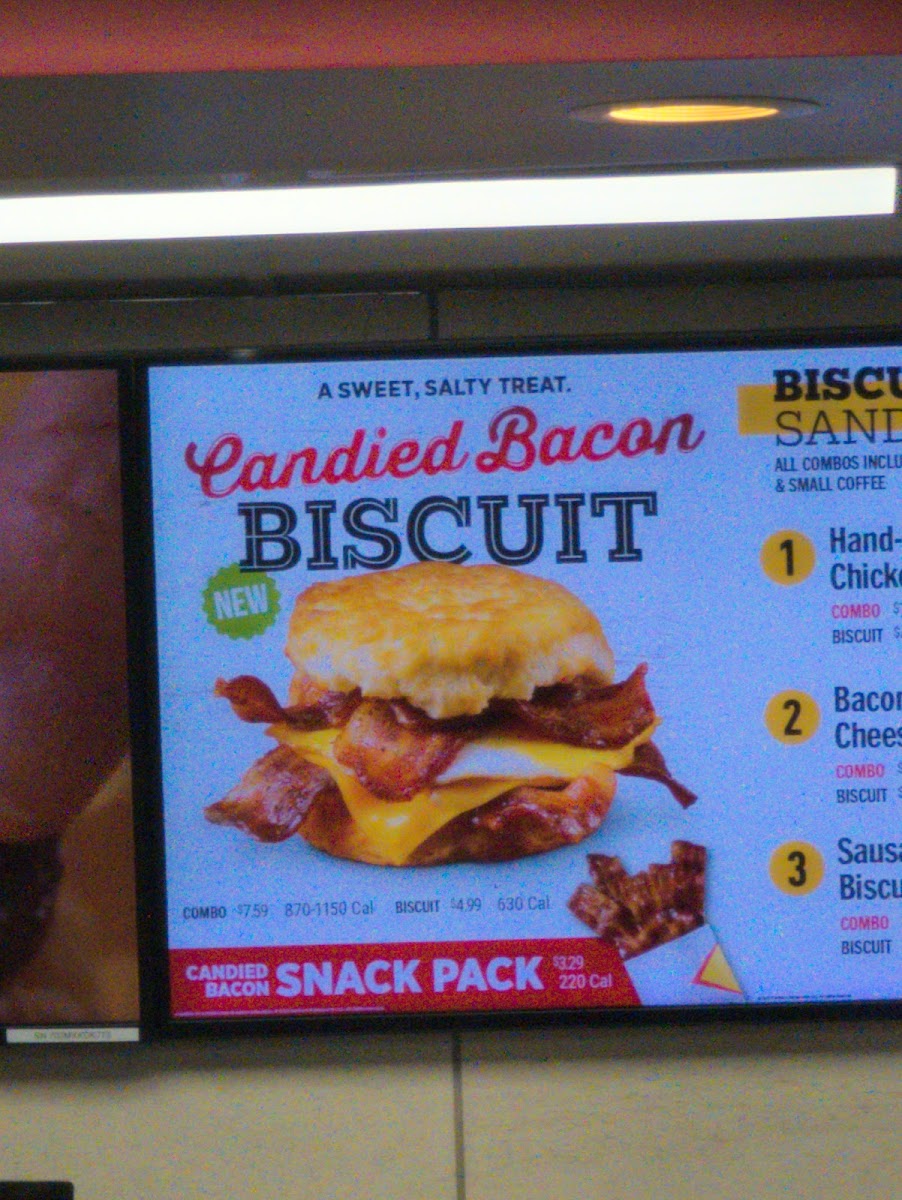 A SWEET, SALTY TREAT.
Candied Bacon
BISCUIT
NEW
COMBO $7.59 870-1150 Cal BISCUIT $4.99 630 Cal
CANDIED BACON SNACK PACK $3.29 220 Cal
BISCU
SAND
ALL COMBOS INCLU
& SMALL COFFEE
1 Hand-
Chick
COMBO $
BISCUIT $
2 Bacon
Chees
COMBO $
BISCUIT $
3 Sausa
Biscu
COMBO
BISCUIT